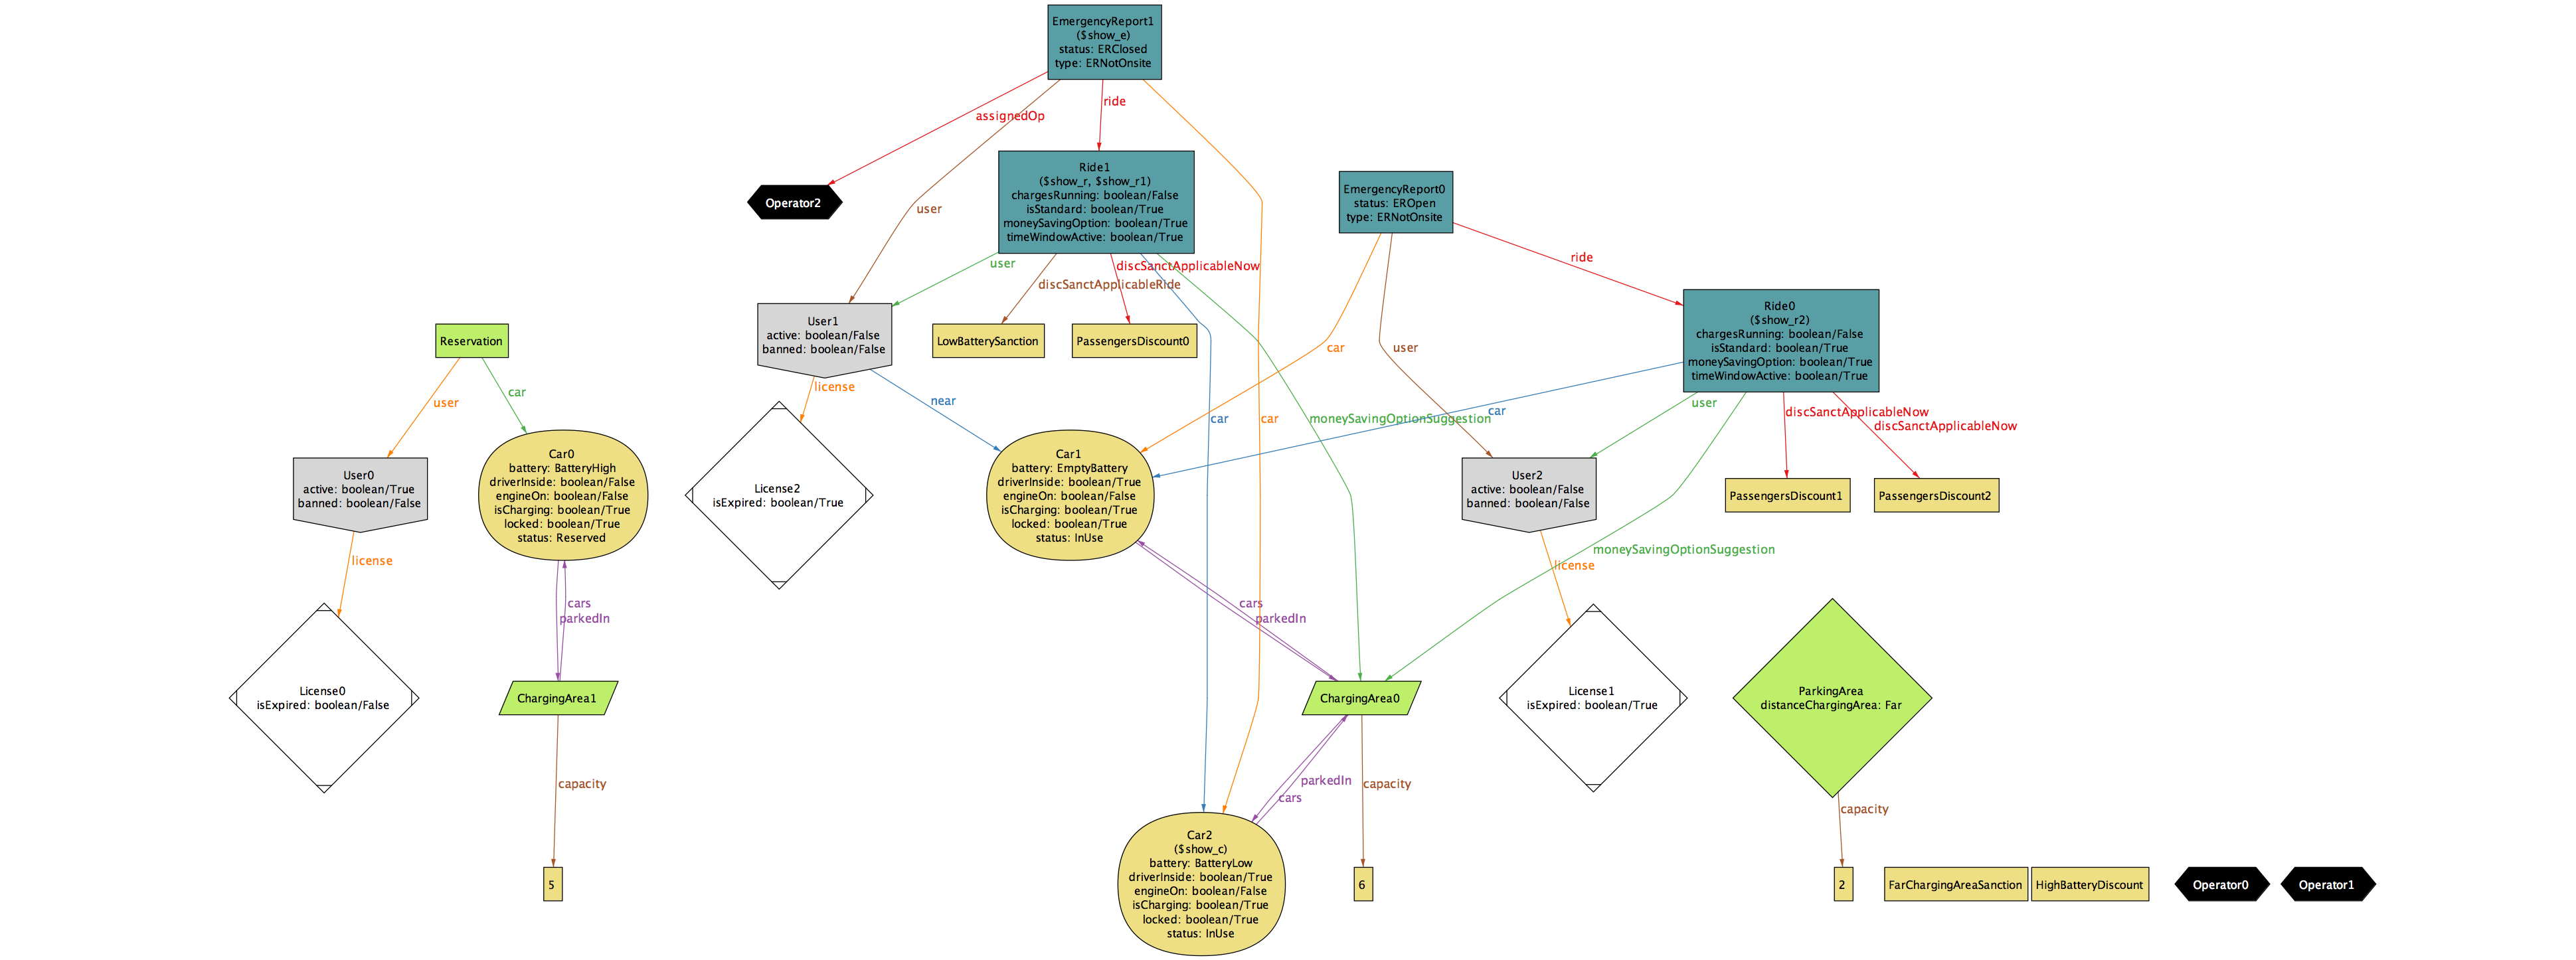 EmergencyReport1
($show_e)
status: ERClosed
type: ERNotOnsite
ride
assignedOp
user
Ride1
($show_r, $show_r1)
chargesRunning: boolean/False
isStandard: boolean/True
moneySavingOption: boolean/True
timeWindowActive: boolean/True
Operator2
EmergencyReport0
status: EROpen
type: ERNotOnsite
ride
user
discSanctApplicableNow
discSanctApplicableRide
User1
active: boolean/False
banned: boolean/False
LowBatterySanction
PassengersDiscount0
Reservation
Ride0
($show_r2)
chargesRunning: boolean/False
isStandard: boolean/True
moneySavingOption: boolean/True
timeWindowActive: boolean/True
car
user
license
car
user
near
car
car
moneySavingOptionSuggestion
car
user
discSanctApplicableNow
discSanctApplicableNow
User0
active: boolean/True
banned: boolean/False
Car0
battery: BatteryHigh
driverInside: boolean/False
engineOn: boolean/False
isCharging: boolean/True
locked: boolean/True
status: Reserved
License2
isExpired: boolean/True
Car1
battery: EmptyBattery
driverInside: boolean/True
engineOn: boolean/False
isCharging: boolean/True
locked: boolean/True
status: InUse
User2
active: boolean/False
banned: boolean/False
PassengersDiscount1
PassengersDiscount2
license
cars
parkedIn
cars
parkedIn
moneySavingOptionSuggestion
license
License0
isExpired: boolean/False
ChargingArea1
ChargingArea0
License1
isExpired: boolean/True
ParkingArea
distanceChargingArea: Far
capacity
parkedIn
cars
capacity
capacity
5
Car2
($show_c)
battery: BatteryLow
driverInside: boolean/True
engineOn: boolean/False
isCharging: boolean/True
locked: boolean/True
status: InUse
6
2
FarChargingAreaSanction
HighBatteryDiscount
Operator0
Operator1